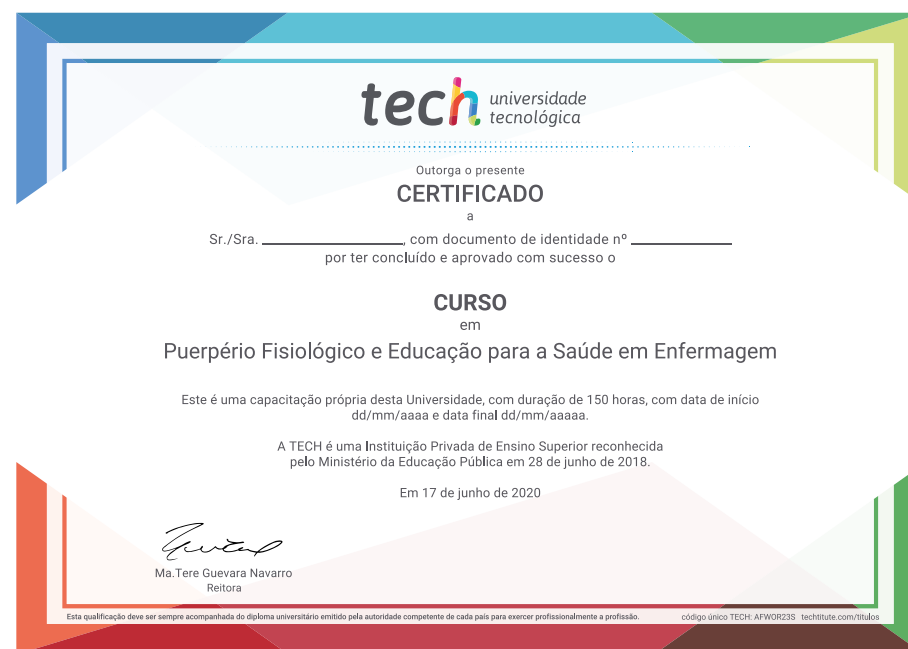 tech universidade
tecnológica
Outorga o presente
CERTIFICADO
a
Sr./Sra. ____________, com documento de identidade nº ____________
por ter concluído e aprovado com sucesso o
CURSO
em
Puerpério Fisiológico e Educação para a Saúde em Enfermagem
Este é uma capacitação própria desta Universidade, com duração de 150 horas, com data de início
dd/mm/aaaa e data final dd/mm/aaaaa.
A TECH é uma Instituição Privada de Ensino Superior reconhecida
pelo Ministério da Educação Pública em 28 de junho de 2018.
Em 17 de junho de 2020
Ma.Tere Guevara Navarro
Reitora
Esta qualificação deve ser sempre acompanhada do diploma universitário emitido pela autoridade competente de cada país para exercer profissionalmente a profissão. código único TECH: AFWOR23S techtitute.com/titulos